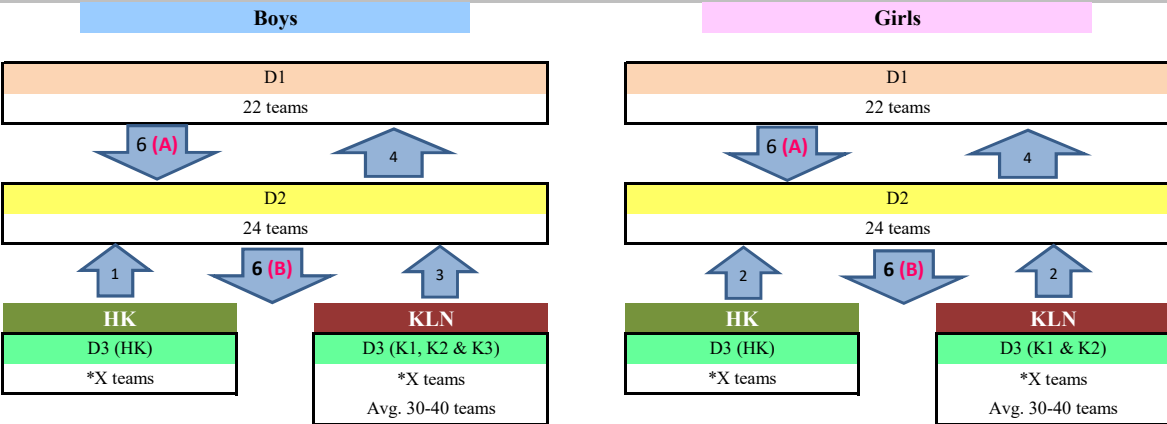 Boys
D1
22 teams
6 (A)
4
D2
24 teams
1
6 (B)
3
HK
D3 (HK)
*X teams
KLN
D3 (K1, K2 & K3)
*X teams
Avg. 30-40 teams
Girls
D1
22 teams
6 (A)
4
D2
24 teams
2
6 (B)
2
HK
D3 (HK)
*X teams
KLN
D3 (K1 & K2)
*X teams
Avg. 30-40 teams